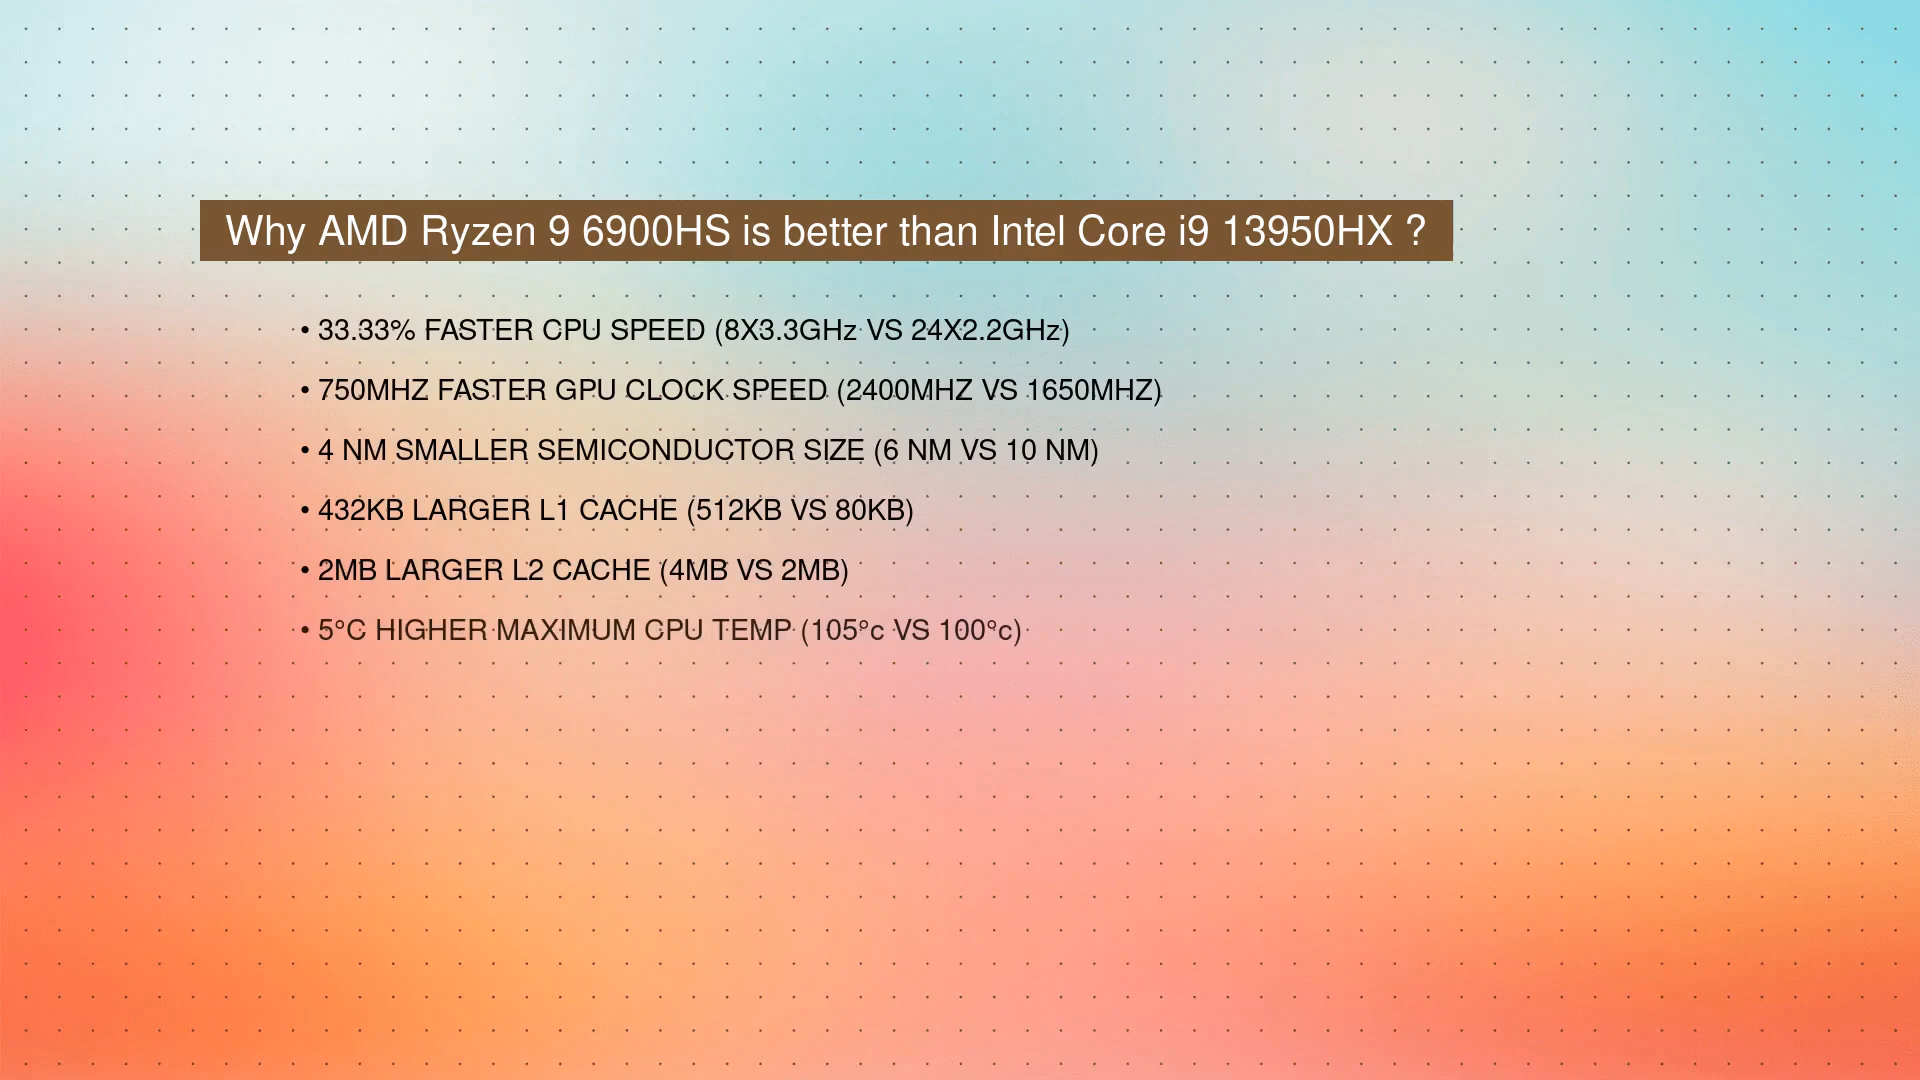 Why AMD Ryzen 9 6900HS is better than Intel Core i9 13950HX ?
• 33.33% FASTER CPU SPEED (8X3.3GHz VS 24X2.2GHz)
• 750MHZ FASTER GPU CLOCK SPEED (2400MHZ VS 1650MHZ)
• 4 NM SMALLER SEMICONDUCTOR SIZE (6 NM VS 10 NM)
• 432KB LARGER L1 CACHE (512KB VS 80KB)
• 2MB LARGER L2 CACHE (4MB VS 2MB)
• 5°C HIGHER MAXIMUM CPU TEMP (105°c VS 100°c)